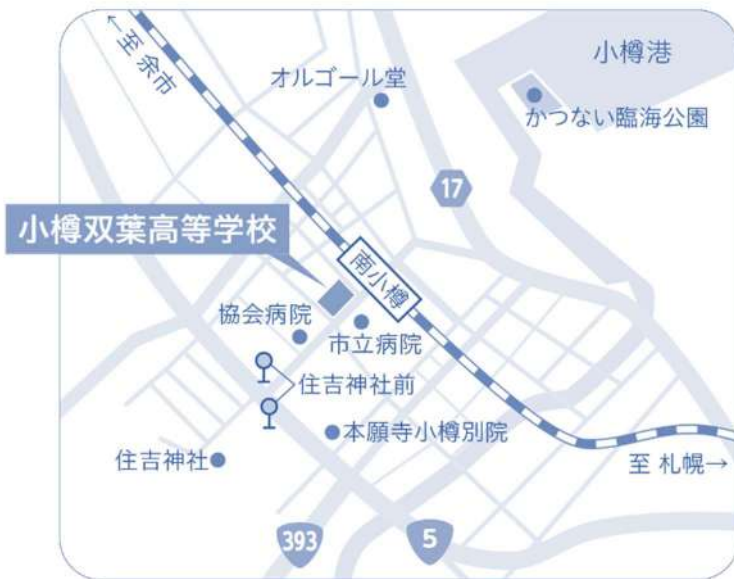 ←至 余市
小樽港
オルゴール堂
かつない臨海公園
17
小樽双葉高等学校
南小樽
協会病院
市立病院
住吉神社前
本願寺小樽別院
住吉神社
至 札幌→
393
5